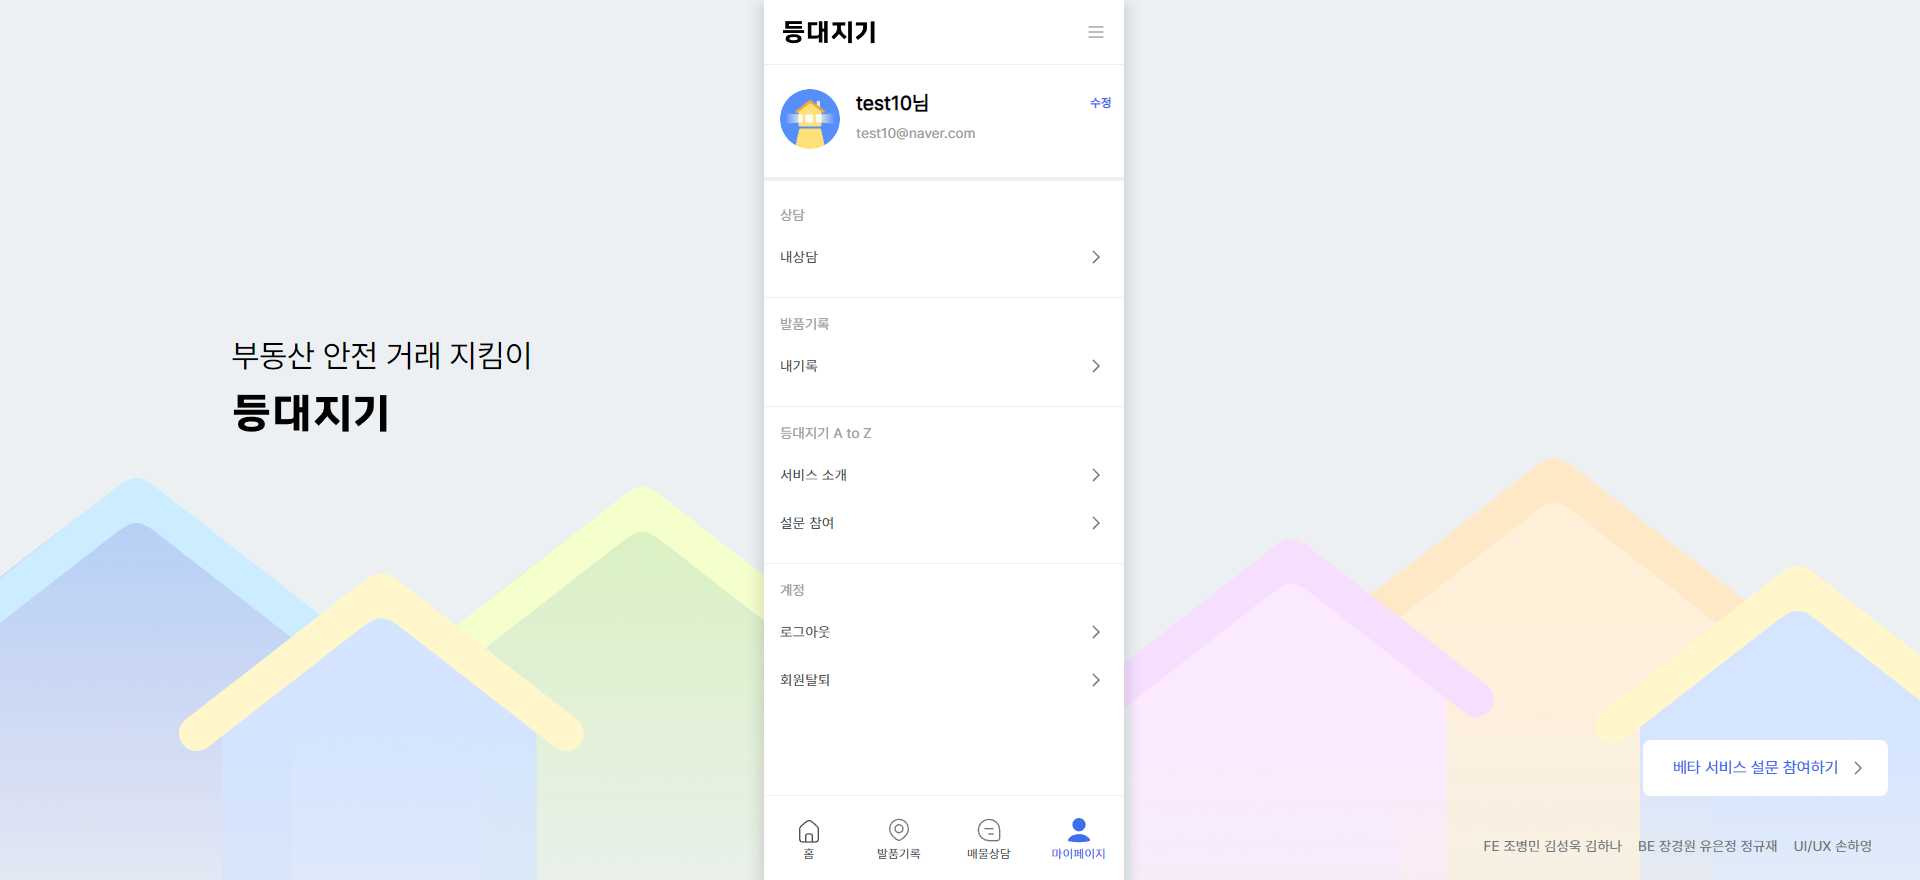 부동산 안전 거래 지킴이
등대지기
등대지기
test10님
수정
test10@naver.com
상담
내상담
발품기록
내기록
등대지기 A to Z
서비스 소개
설문 참여
계정
로그아웃
회원탈퇴
홈
발품기록
매물상담
마이페이지
베타 서비스 설문 참여하기
FE 조병민 김성욱 김하나 BE 장경원 유은정 정규재 UI/UX 손하영